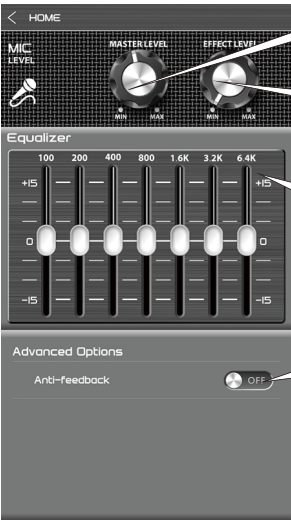 < HOME
MIC
LEVEL
MASTER LEVEL
EFFECT LEVEL
MIN MAX
MIN MAX
Equalizer
100 200 400 800 1.6K 3.2K 6.4K
+15 +15
0 0
-15 -15
Advanced Options
Anti-feedback OFF